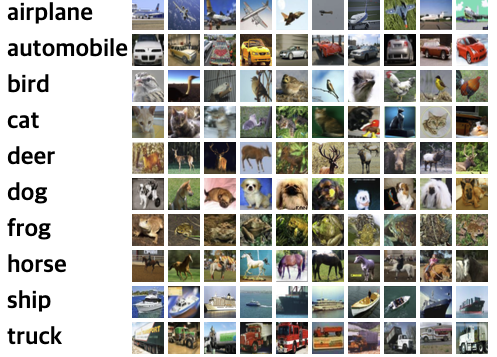 airplane
automobile
bird
cat
deer
dog
frog
horse
ship
truck